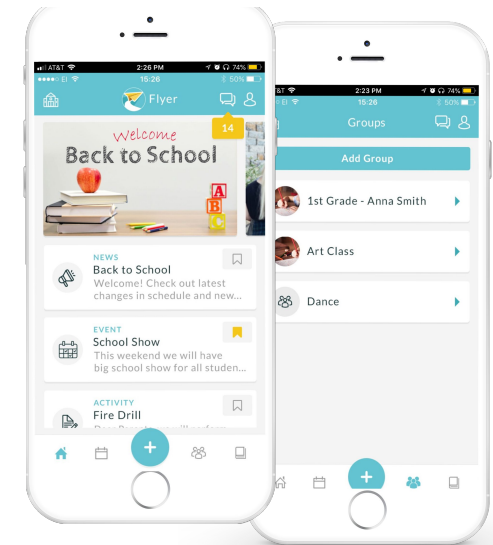 AT&T
2:26 PM
74%
EI
15:26
50%
Flyer
14
Welcome
Back to School
A
B
NEWS
Back to School
Welcome! Check out latest
changes in schedule and new...
EVENT
School Show
This weekend we will have
big school show for all studen...
ACTIVITY
Fire Drill
&T
2:23 PM
74%
EI
15:26
50%
Groups
Add Group
1st Grade - Anna Smith
Art Class
Dance